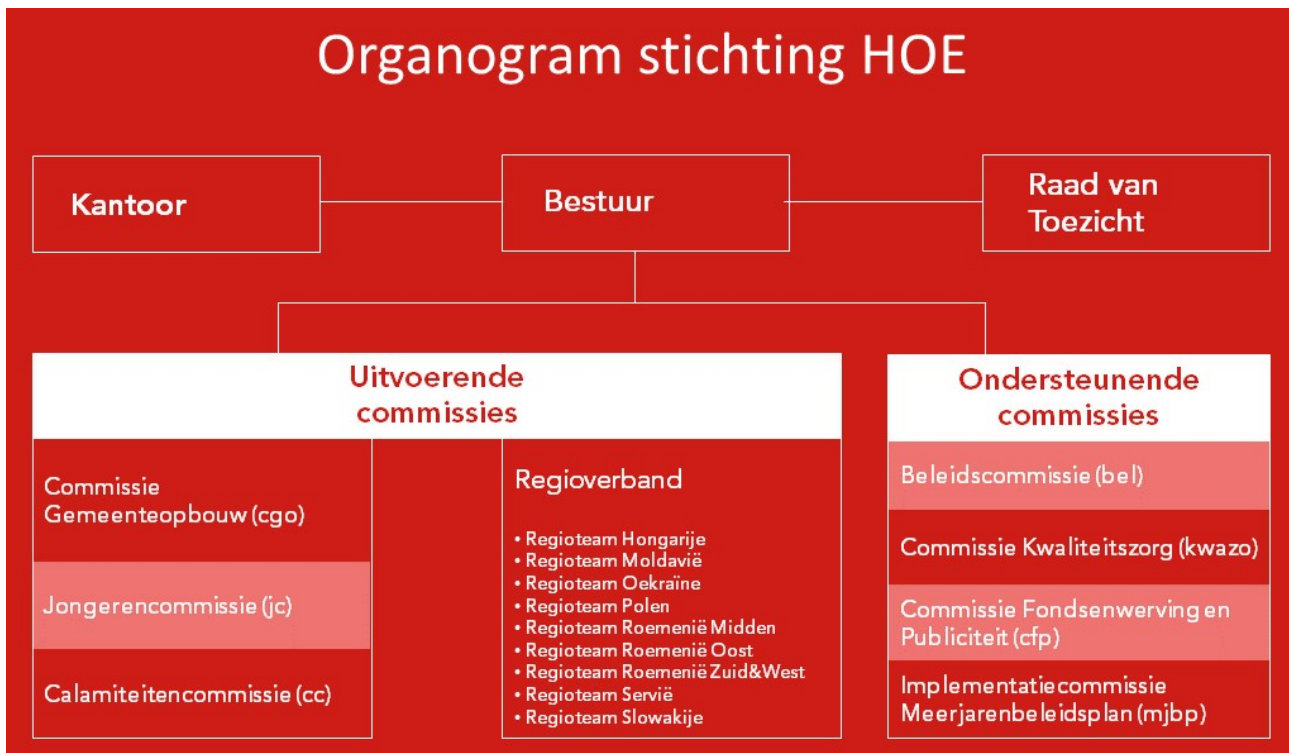 Organogram stichting HOE
Kantoor
Bestuur
Raad van
Toezicht
Uitvoerende
commissies
Commissie
Gemeenteopbouw (cgo)
Jongerencommissie (jc)
Calamiteitencommissie (cc)
Regioverband
• Regioteam Hongarije
• Regioteam Moldavië
• Regioteam Oekraïne
• Regioteam Polen
• Regioteam Roemenië Midden
• Regioteam Roemenië Oost
• Regioteam Roemenië Zuid&West
• Regioteam Servië
• Regioteam Slowakije
Ondersteunende
commissies
Beleidscommissie (bel)
Commissie Kwaliteitszorg (kwazo)
Commissie Fondsenwerving en
Publiciteit (cfp)
Implementatiecommissie
Meerjarenbeleidsplan (mjbp)